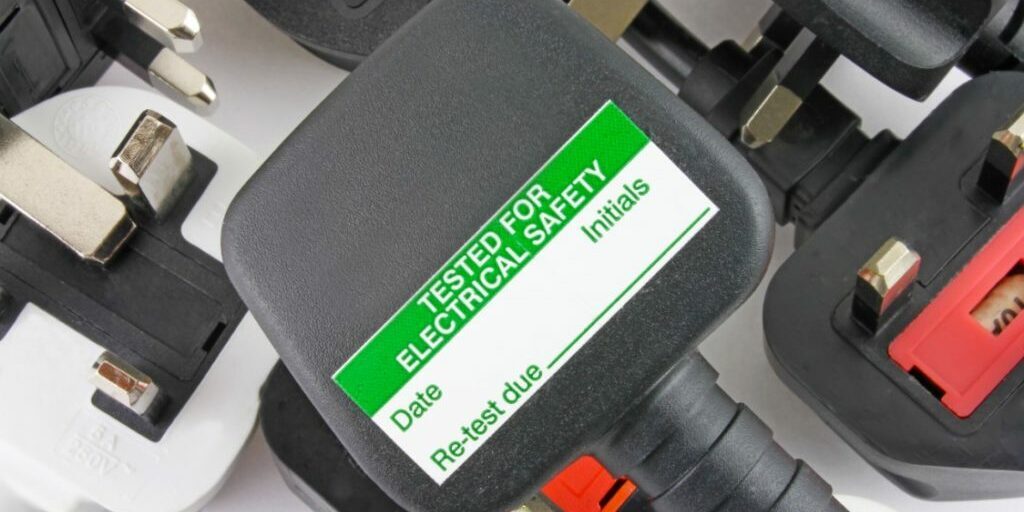 TESTED FOR
ELECTRICAL SAFETY
Initials
Date
Re-test due